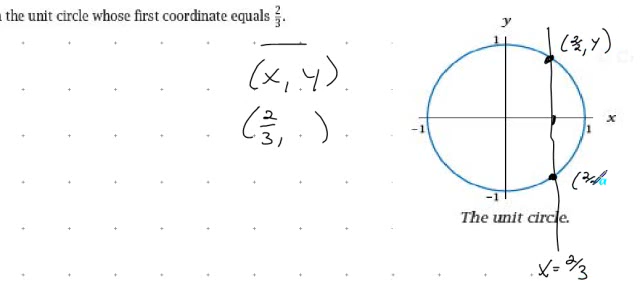 the unit circle whose first coordinate equals 2/3.
y
1
(2/3, y)
(x, y)
(2/3, )
-1
1
x
-1
The unit circle.
x = 2/3